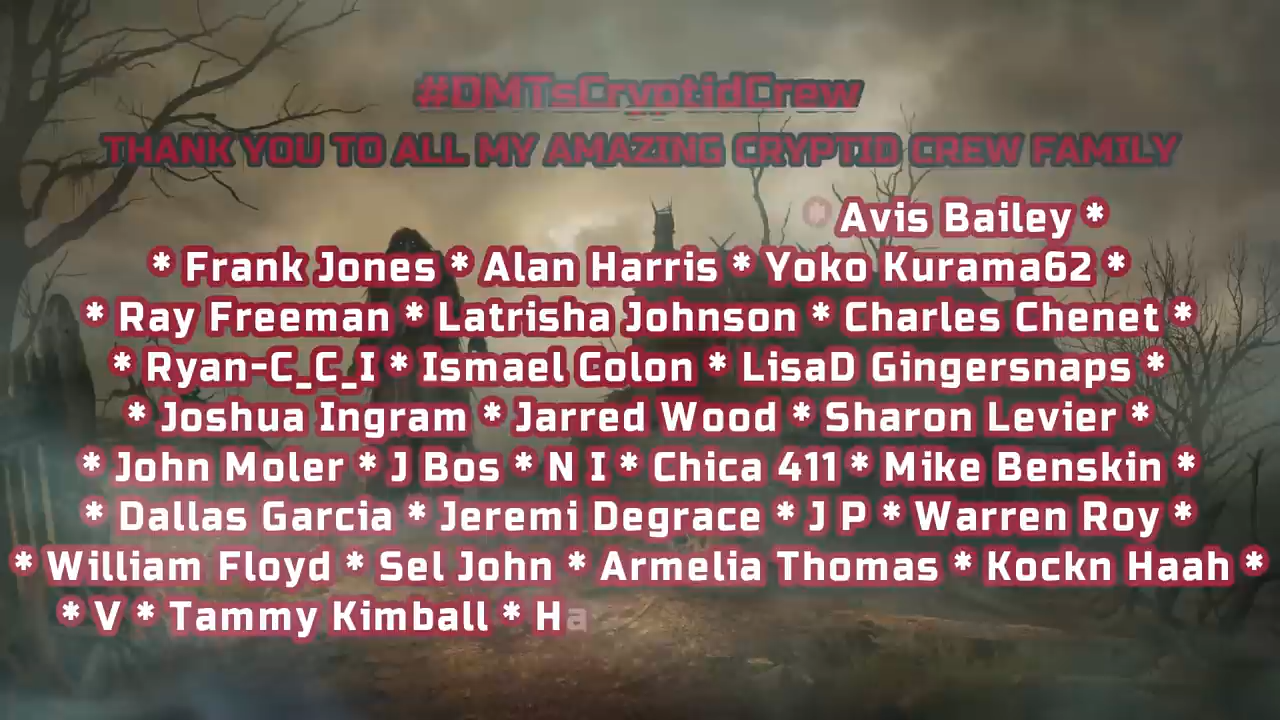 #DMTsCryptidCrew
THANK YOU TO ALL MY AMAZING CRYPTID CREW FAMILY
* Avis Bailey *
* Frank Jones * Alan Harris * Yoko Kurama62 *
* Ray Freeman * Latrisha Johnson * Charles Chenet *
* Ryan-C_C_I * Ismael Colon * LisaD Gingersnaps *
* Joshua Ingram * Jarred Wood * Sharon Levier *
* John Moler * J Bos * N I * Chica 411 * Mike Benskin *
* Dallas Garcia * Jeremi Degrace * J P * Warren Roy *
* William Floyd * Sel John * Armelia Thomas * Kockn Haah *
* V * Tammy Kimball * Ha